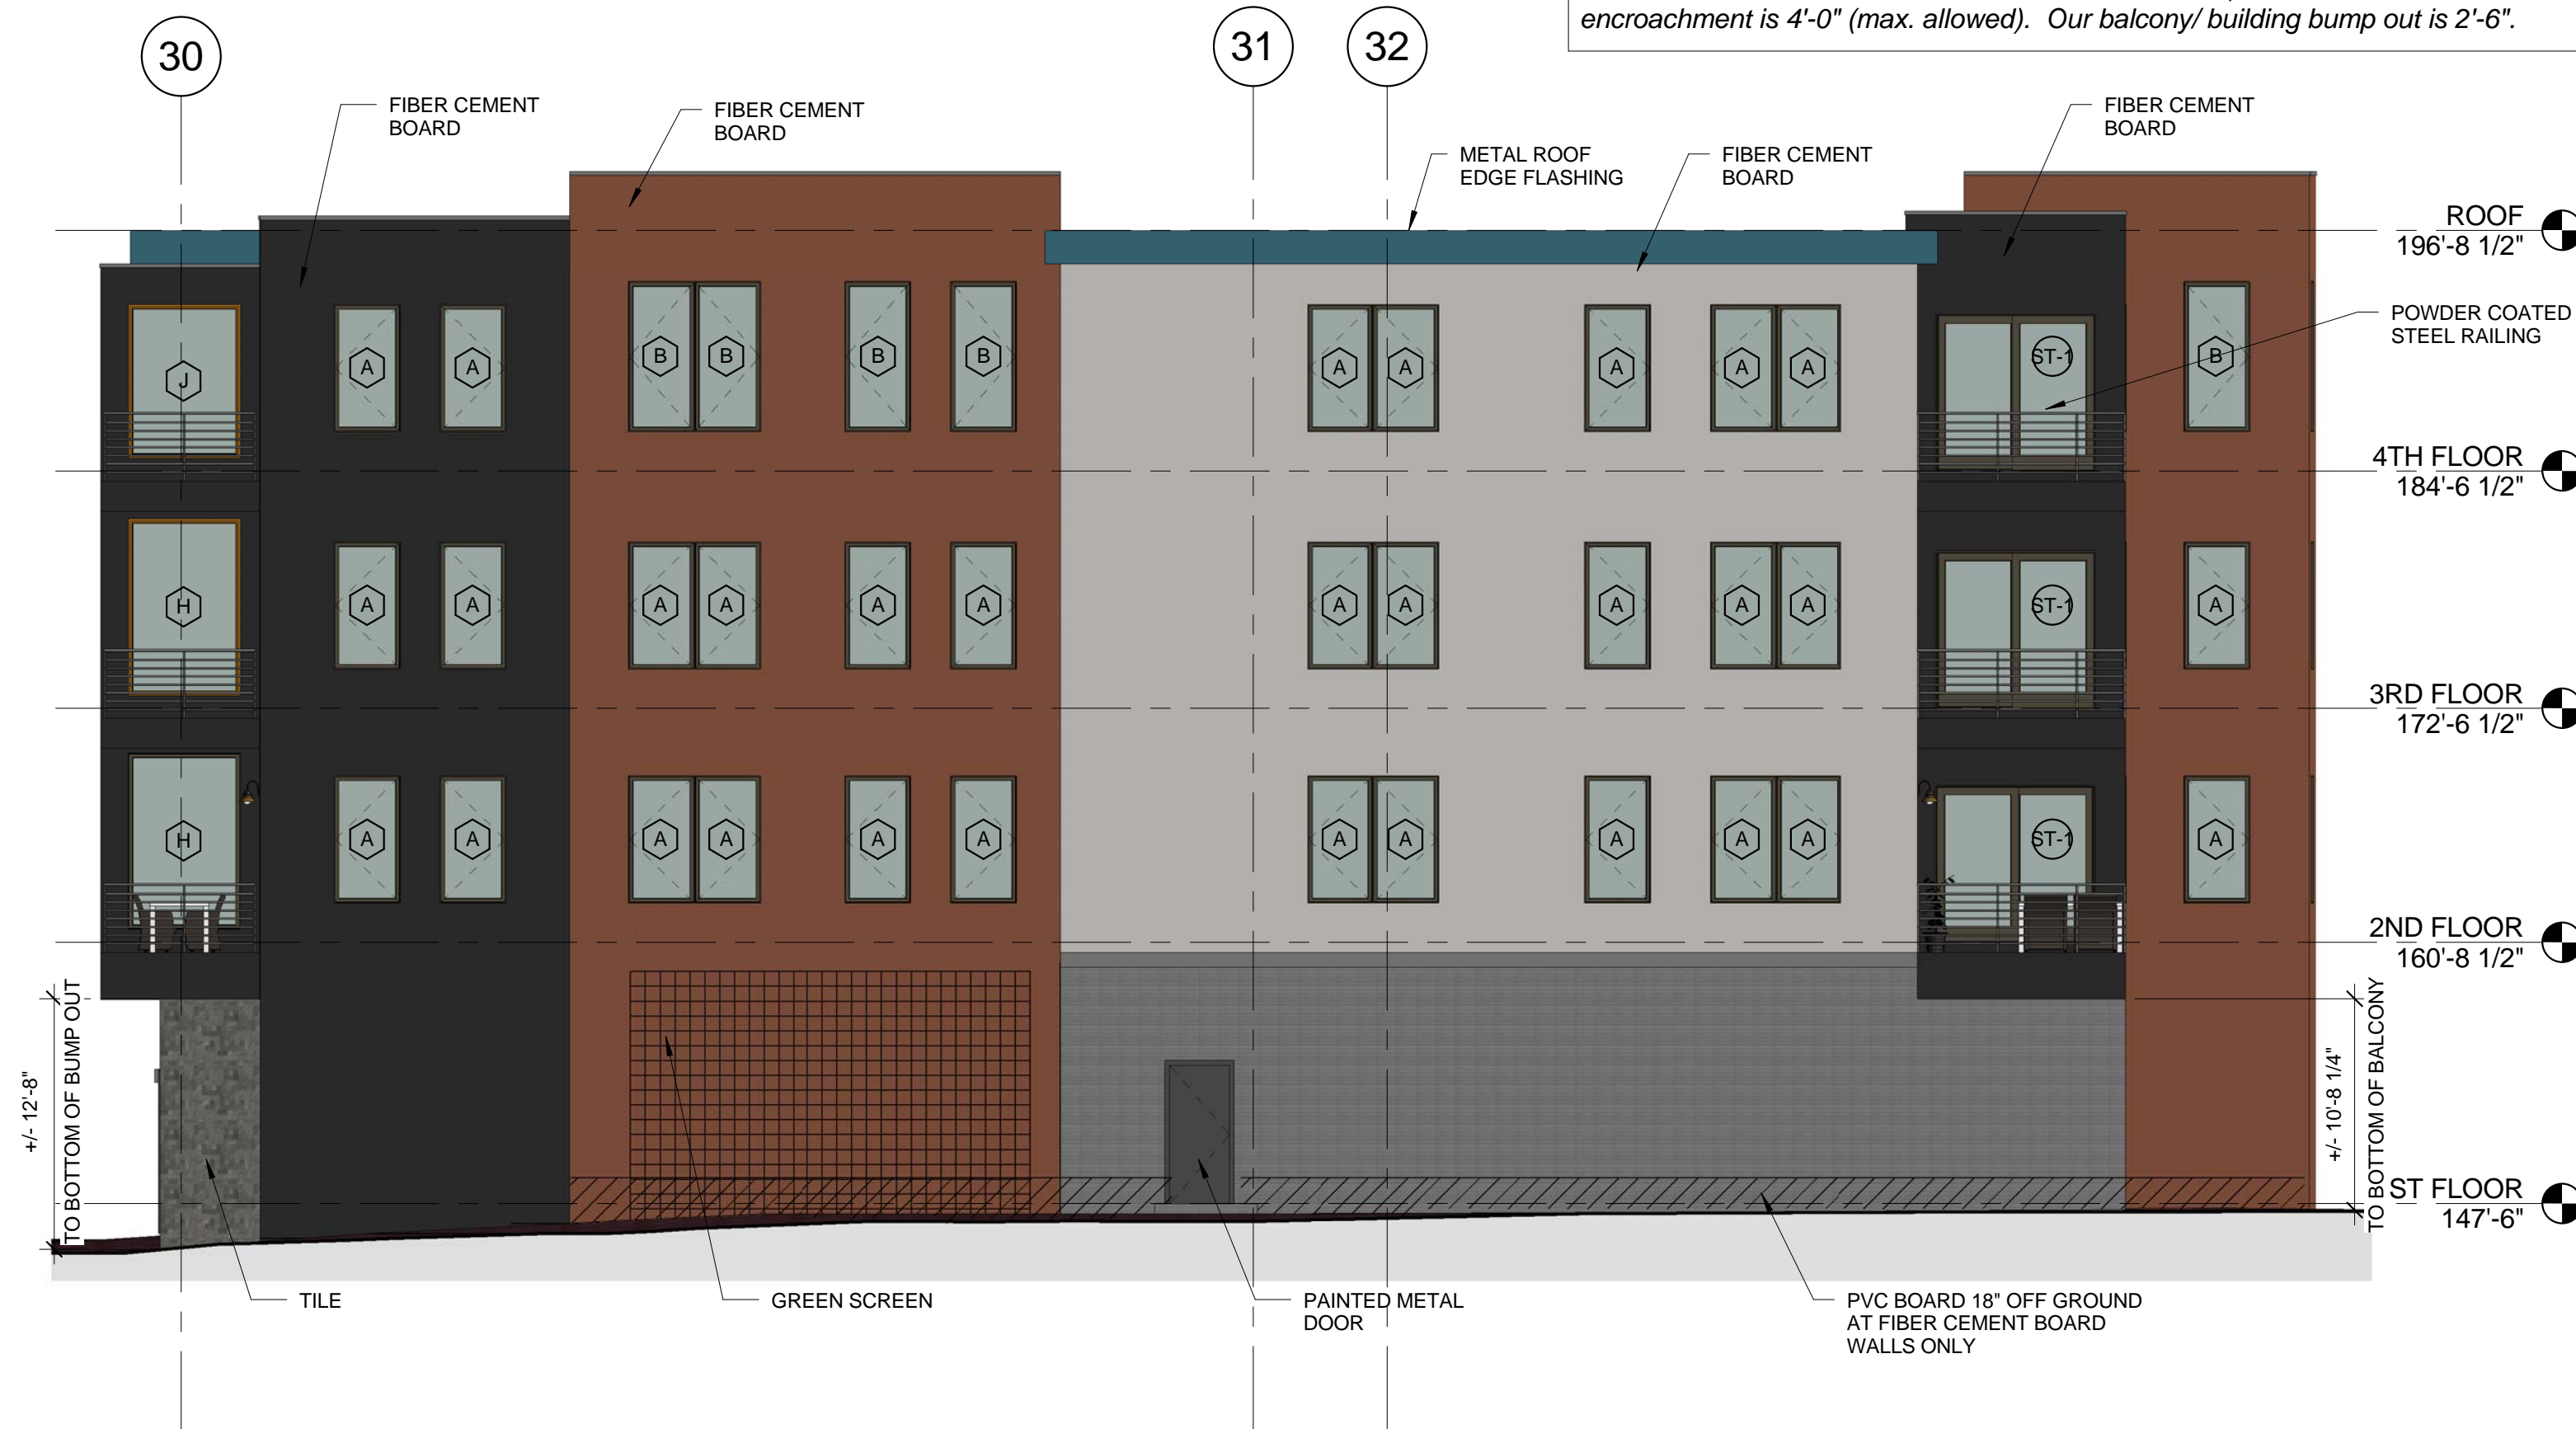 encroachment is 4'-0" (max. allowed). Our balcony/ building bump out is 2'-6".
30
31
32
FIBER CEMENT
BOARD
FIBER CEMENT
BOARD
METAL ROOF
EDGE FLASHING
FIBER CEMENT
BOARD
FIBER CEMENT
BOARD
ROOF
196'-8 1/2"
POWDER COATED
STEEL RAILING
J
A
A
B
B
B
B
A
A
A
A
A
ST-1
B
4TH FLOOR
184'-6 1/2"
H
A
A
A
A
A
A
A
A
A
A
A
ST-1
A
3RD FLOOR
172'-6 1/2"
H
A
A
A
A
A
A
A
A
A
A
A
ST-1
A
2ND FLOOR
160'-8 1/2"
+/- 12'-8"
TO BOTTOM OF BUMP OUT
+/- 10'-8 1/4"
TO BOTTOM OF BALCONY
ST FLOOR
147'-6"
TILE
GREEN SCREEN
PAINTED METAL
DOOR
PVC BOARD 18" OFF GROUND
AT FIBER CEMENT BOARD
WALLS ONLY